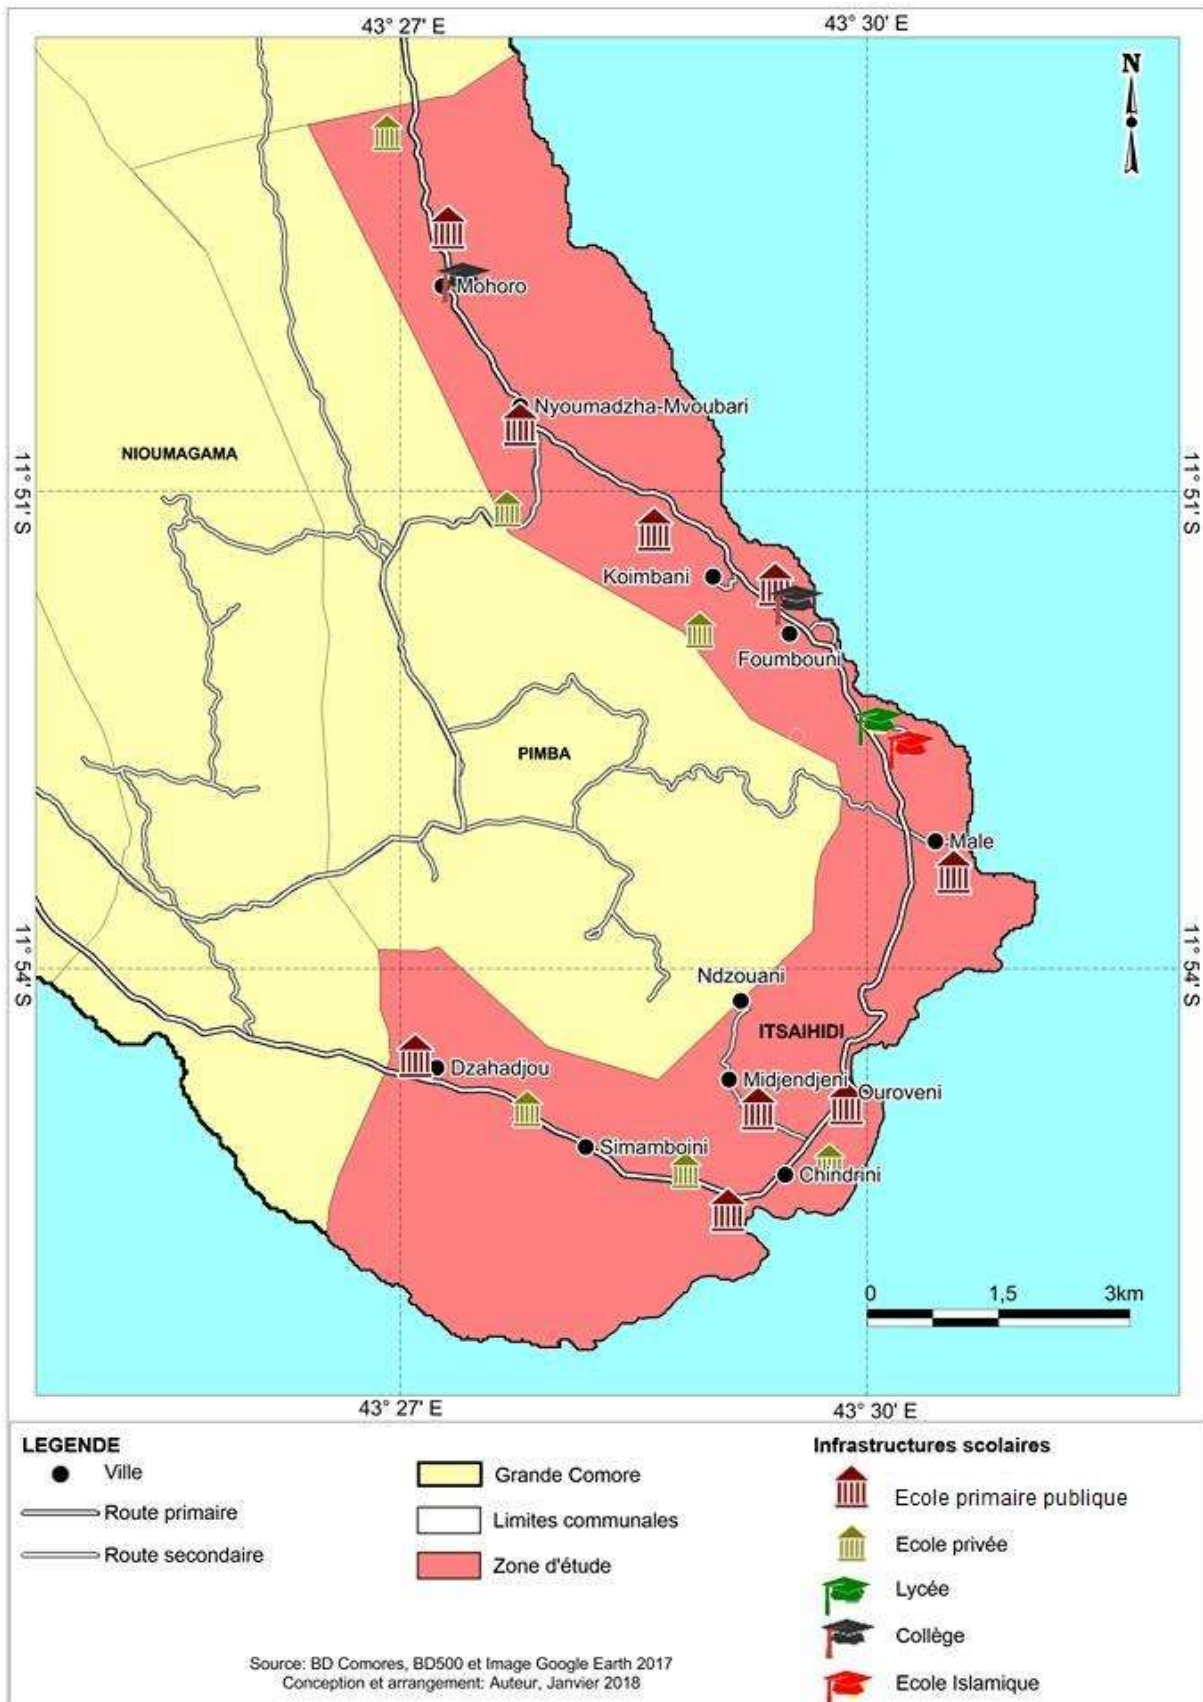 43° 27' E
43° 30' E
N
Mohoro
Nyoumadzha-Mvoubari
NIOUMAGAMA
11° 51' S
11° 51' S
Koimbani
Foumbouni
PIMBA
Male
11° 54' S
11° 54' S
Ndzouani
ITSAIHIDI
Dzahadjou
Midjendjeni
Ouroveni
Simamboini
Chindrini
0 1,5 3km
43° 27' E
43° 30' E
LEGENDE
Ville
Route primaire
Route secondaire
Grande Comore
Limites communales
Zone d'étude
Infrastructures scolaires
Ecole primaire publique
Ecole privée
Lycée
Collège
Ecole Islamique
Source: BD Comores, BD500 et Image Google Earth 2017
Conception et arrangement: Auteur, Janvier 2018